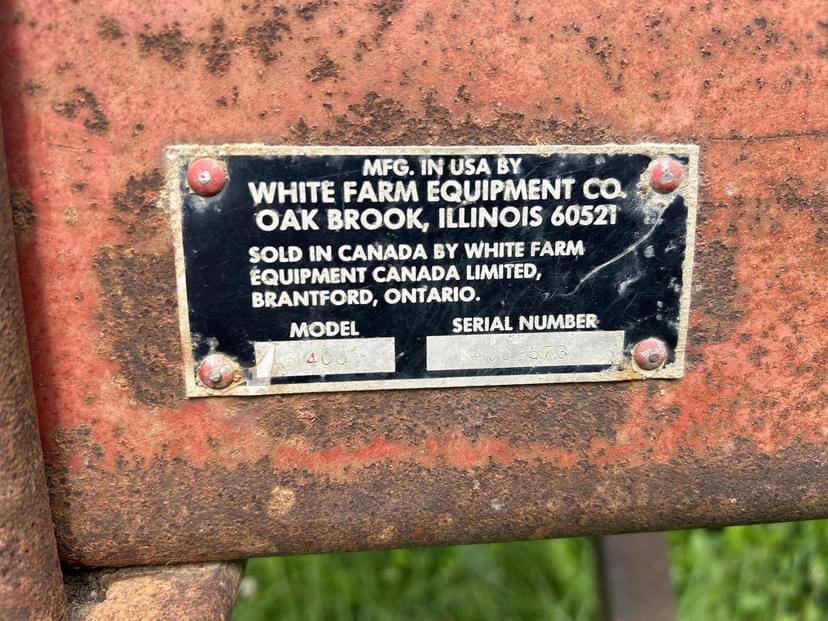 MFG. IN USA BY
WHITE FARM EQUIPMENT CO.
OAK BROOK, ILLINOIS 60521
SOLD IN CANADA BY WHITE FARM
EQUIPMENT CANADA LIMITED,
BRANTFORD, ONTARIO.
MODEL SERIAL NUMBER
400